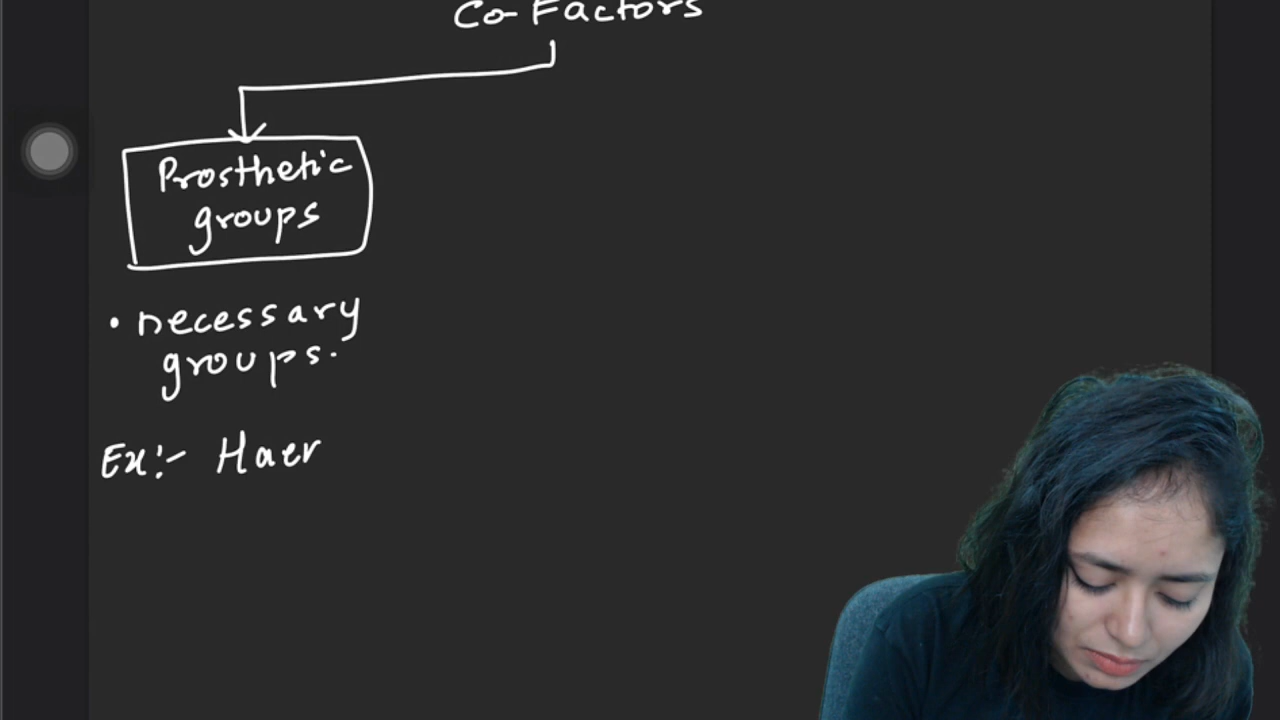 Co-Factors
Prosthetic
groups
• necessary
groups.
Ex:- Haer